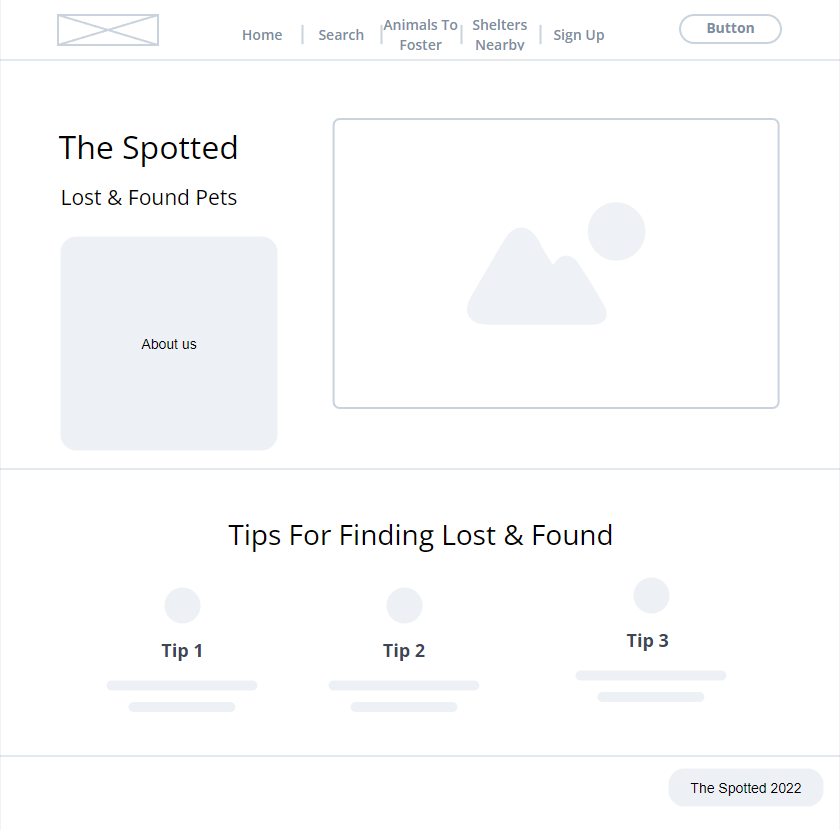 Home
Search
Animals To
Foster
Shelters
Nearby
Sign Up
Button
The Spotted
Lost & Found Pets
About us
Tips For Finding Lost & Found
Tip 1
Tip 2
Tip 3
The Spotted 2022